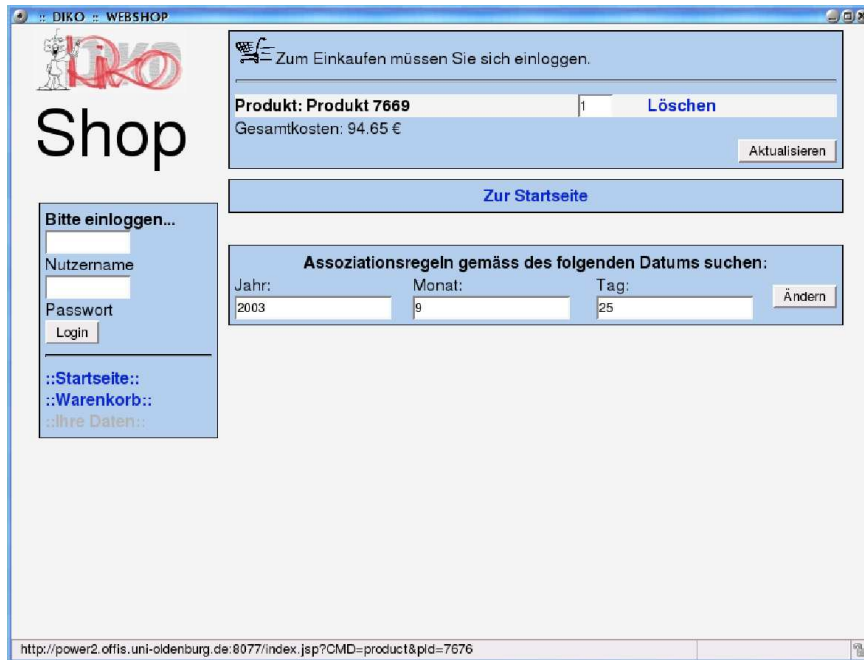 :: DIKO :: WEBSHOP
DIKO
Shop
Zum Einkaufen müssen Sie sich einloggen.
Produkt: Produkt 7669 1 Löschen
Gesamtkosten: 94.65 €
Aktualisieren
Zur Startseite
Bitte einloggen...
Nutzername
Passwort
Login
::Startseite::
::Warenkorb::
::Ihre Daten::
Assoziationsregeln gemäss des folgenden Datums suchen:
Jahr: Monat: Tag:
2003 9 25 Ändern
http://power2.offis.uni-oldenburg.de:8077/index.jsp?CMD=product&pId=7676